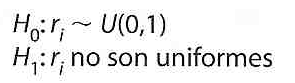 H₀: rᵢ ~ U(0,1)
H₁: rᵢ no son uniformes